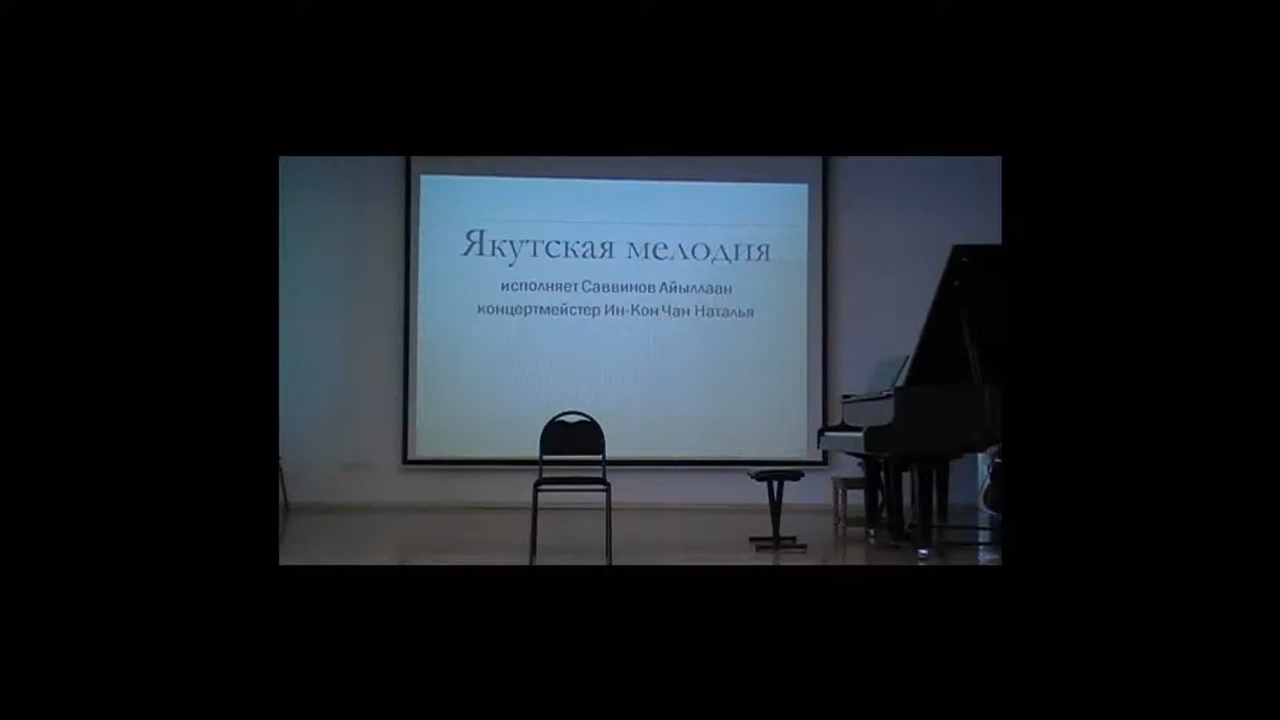 Якутская мелодия
исполняет Саввинов Айыллаан
концертмейстер Ин-Кон Чан Наталья